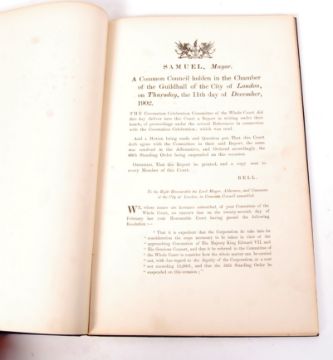 SAMUEL, Mayor.
A Common Council holden in the Chamber
of the Guildhall of the City of London,
on Thursday, the 11th day of December,
1902.
THE Coronation Celebration Committee of the Whole Court did
this day deliver into this Court a Report in writing under their
hands, of proceedings under the several References in connection
with the Coronation Celebration; which was read.
And a Motion being made and Question put, That this Court
doth agree with the Committee in their said Report, the same
was resolved in the Affirmative, and Ordered accordingly, the
Standing Order being suspended on this occasion.
ORDERED, That the Report be printed, and a copy sent to
every Member of this Court.
BELL.
To the Right Honourable the Lord Mayor, Aldermen, and Commons
of the City of London, in Common Council assembled.
WE, whose names are hereunto subscribed, of your Committee of the
Whole Court, to whom on the twenty-second day of
February last your Honourable Court having passed the following
Resolution:—
"That it is expedient that the Corporation do take into its
"consideration the steps necessary to be taken in view of the
"approaching Coronation of His Majesty King Edward VII and
"His Gracious Consort, and that it be referred to the Committee of
"the Whole Court to consider how the whole matter can be carried
"out, with due regard to the dignity of the Corporation, at a cost
"not exceeding and that the Standing Order be
"suspended on this occasion;"